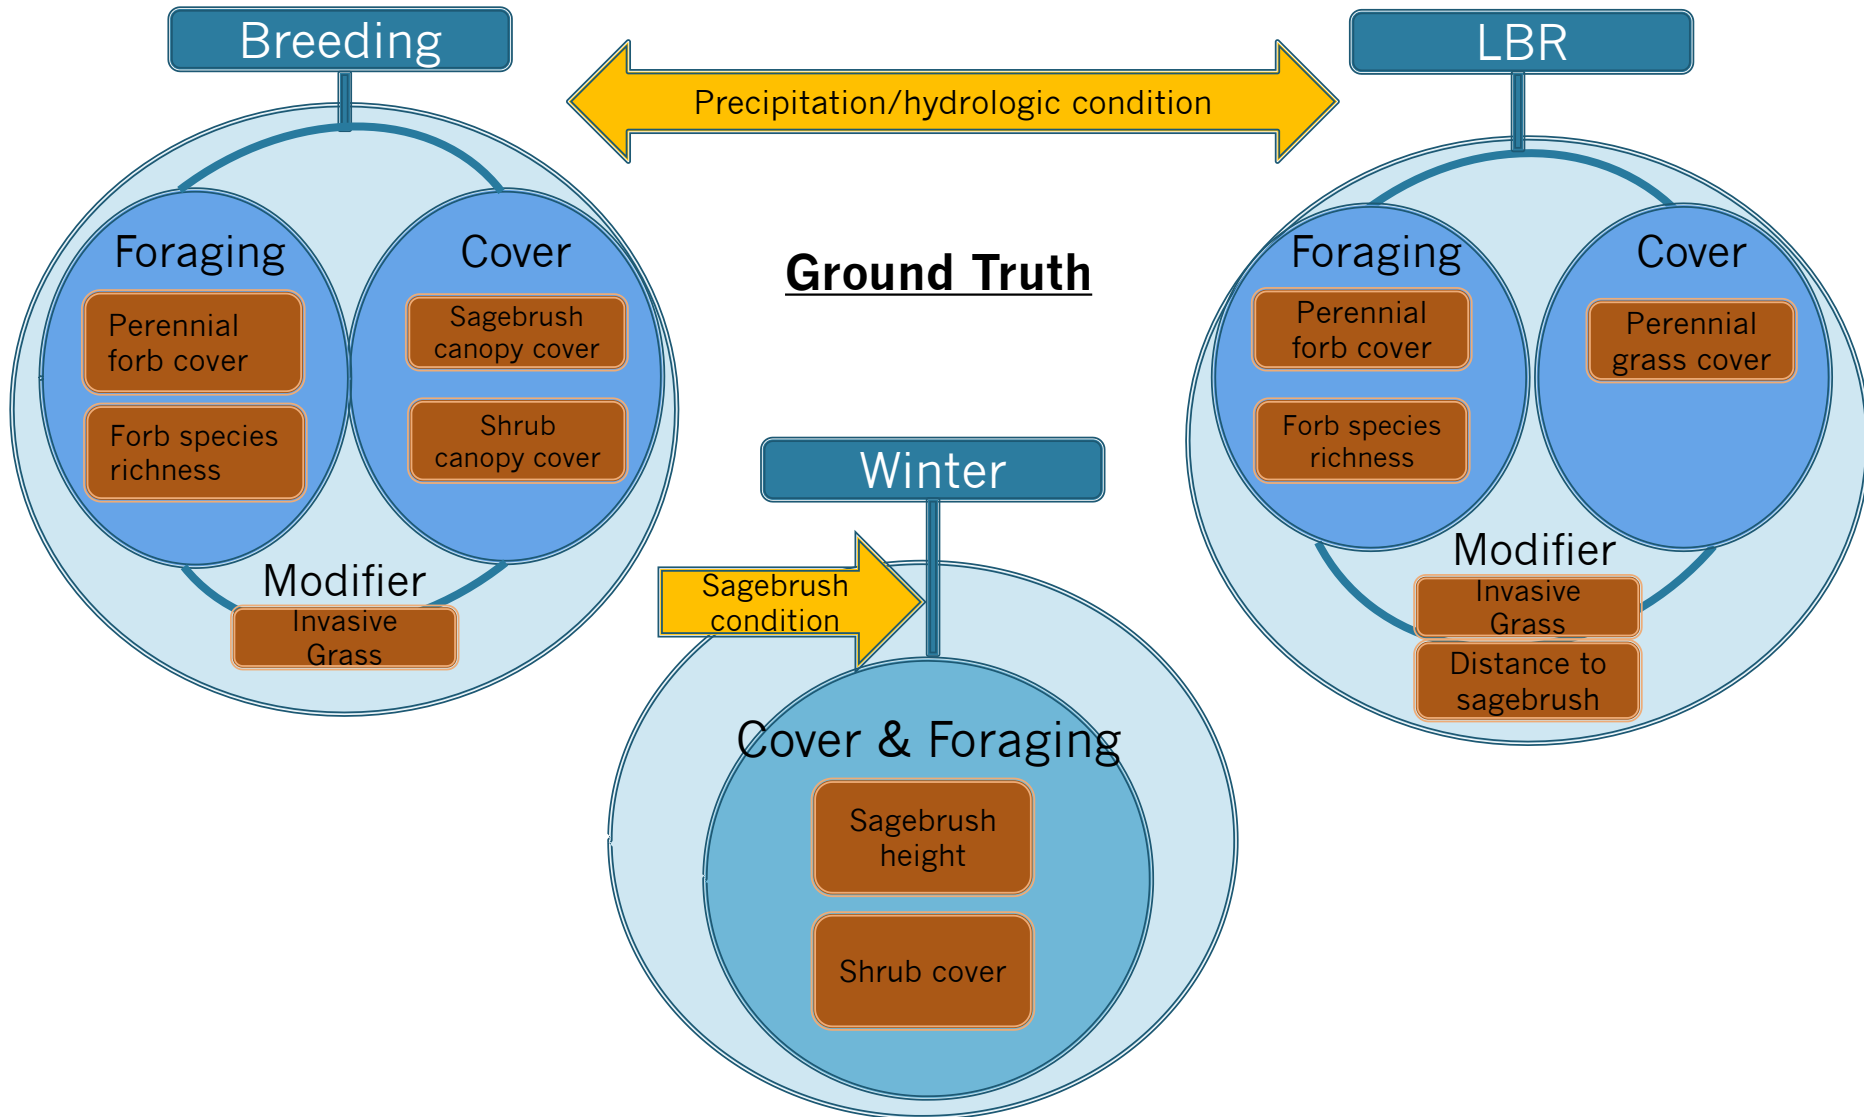 Breeding
LBR
Precipitation/hydrologic condition
Foraging
Cover
Perennial
forb cover
Sagebrush
canopy cover
Forb species
richness
Shrub
canopy cover
Modifier
Invasive
Grass
Ground Truth
Foraging
Cover
Perennial
forb cover
Perennial
grass cover
Forb species
richness
Modifier
Invasive
Grass
Distance to
sagebrush
Winter
Sagebrush
condition
Cover & Foraging
Sagebrush
height
Shrub cover